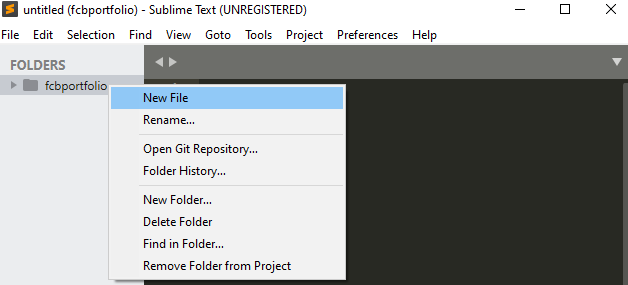 untitled (fcbportfolio) - Sublime Text (UNREGISTERED)
File Edit Selection Find View Goto Tools Project Preferences Help
FOLDERS
fcbportfolio
New File
Rename...
Open Git Repository...
Folder History...
New Folder...
Delete Folder
Find in Folder...
Remove Folder from Project